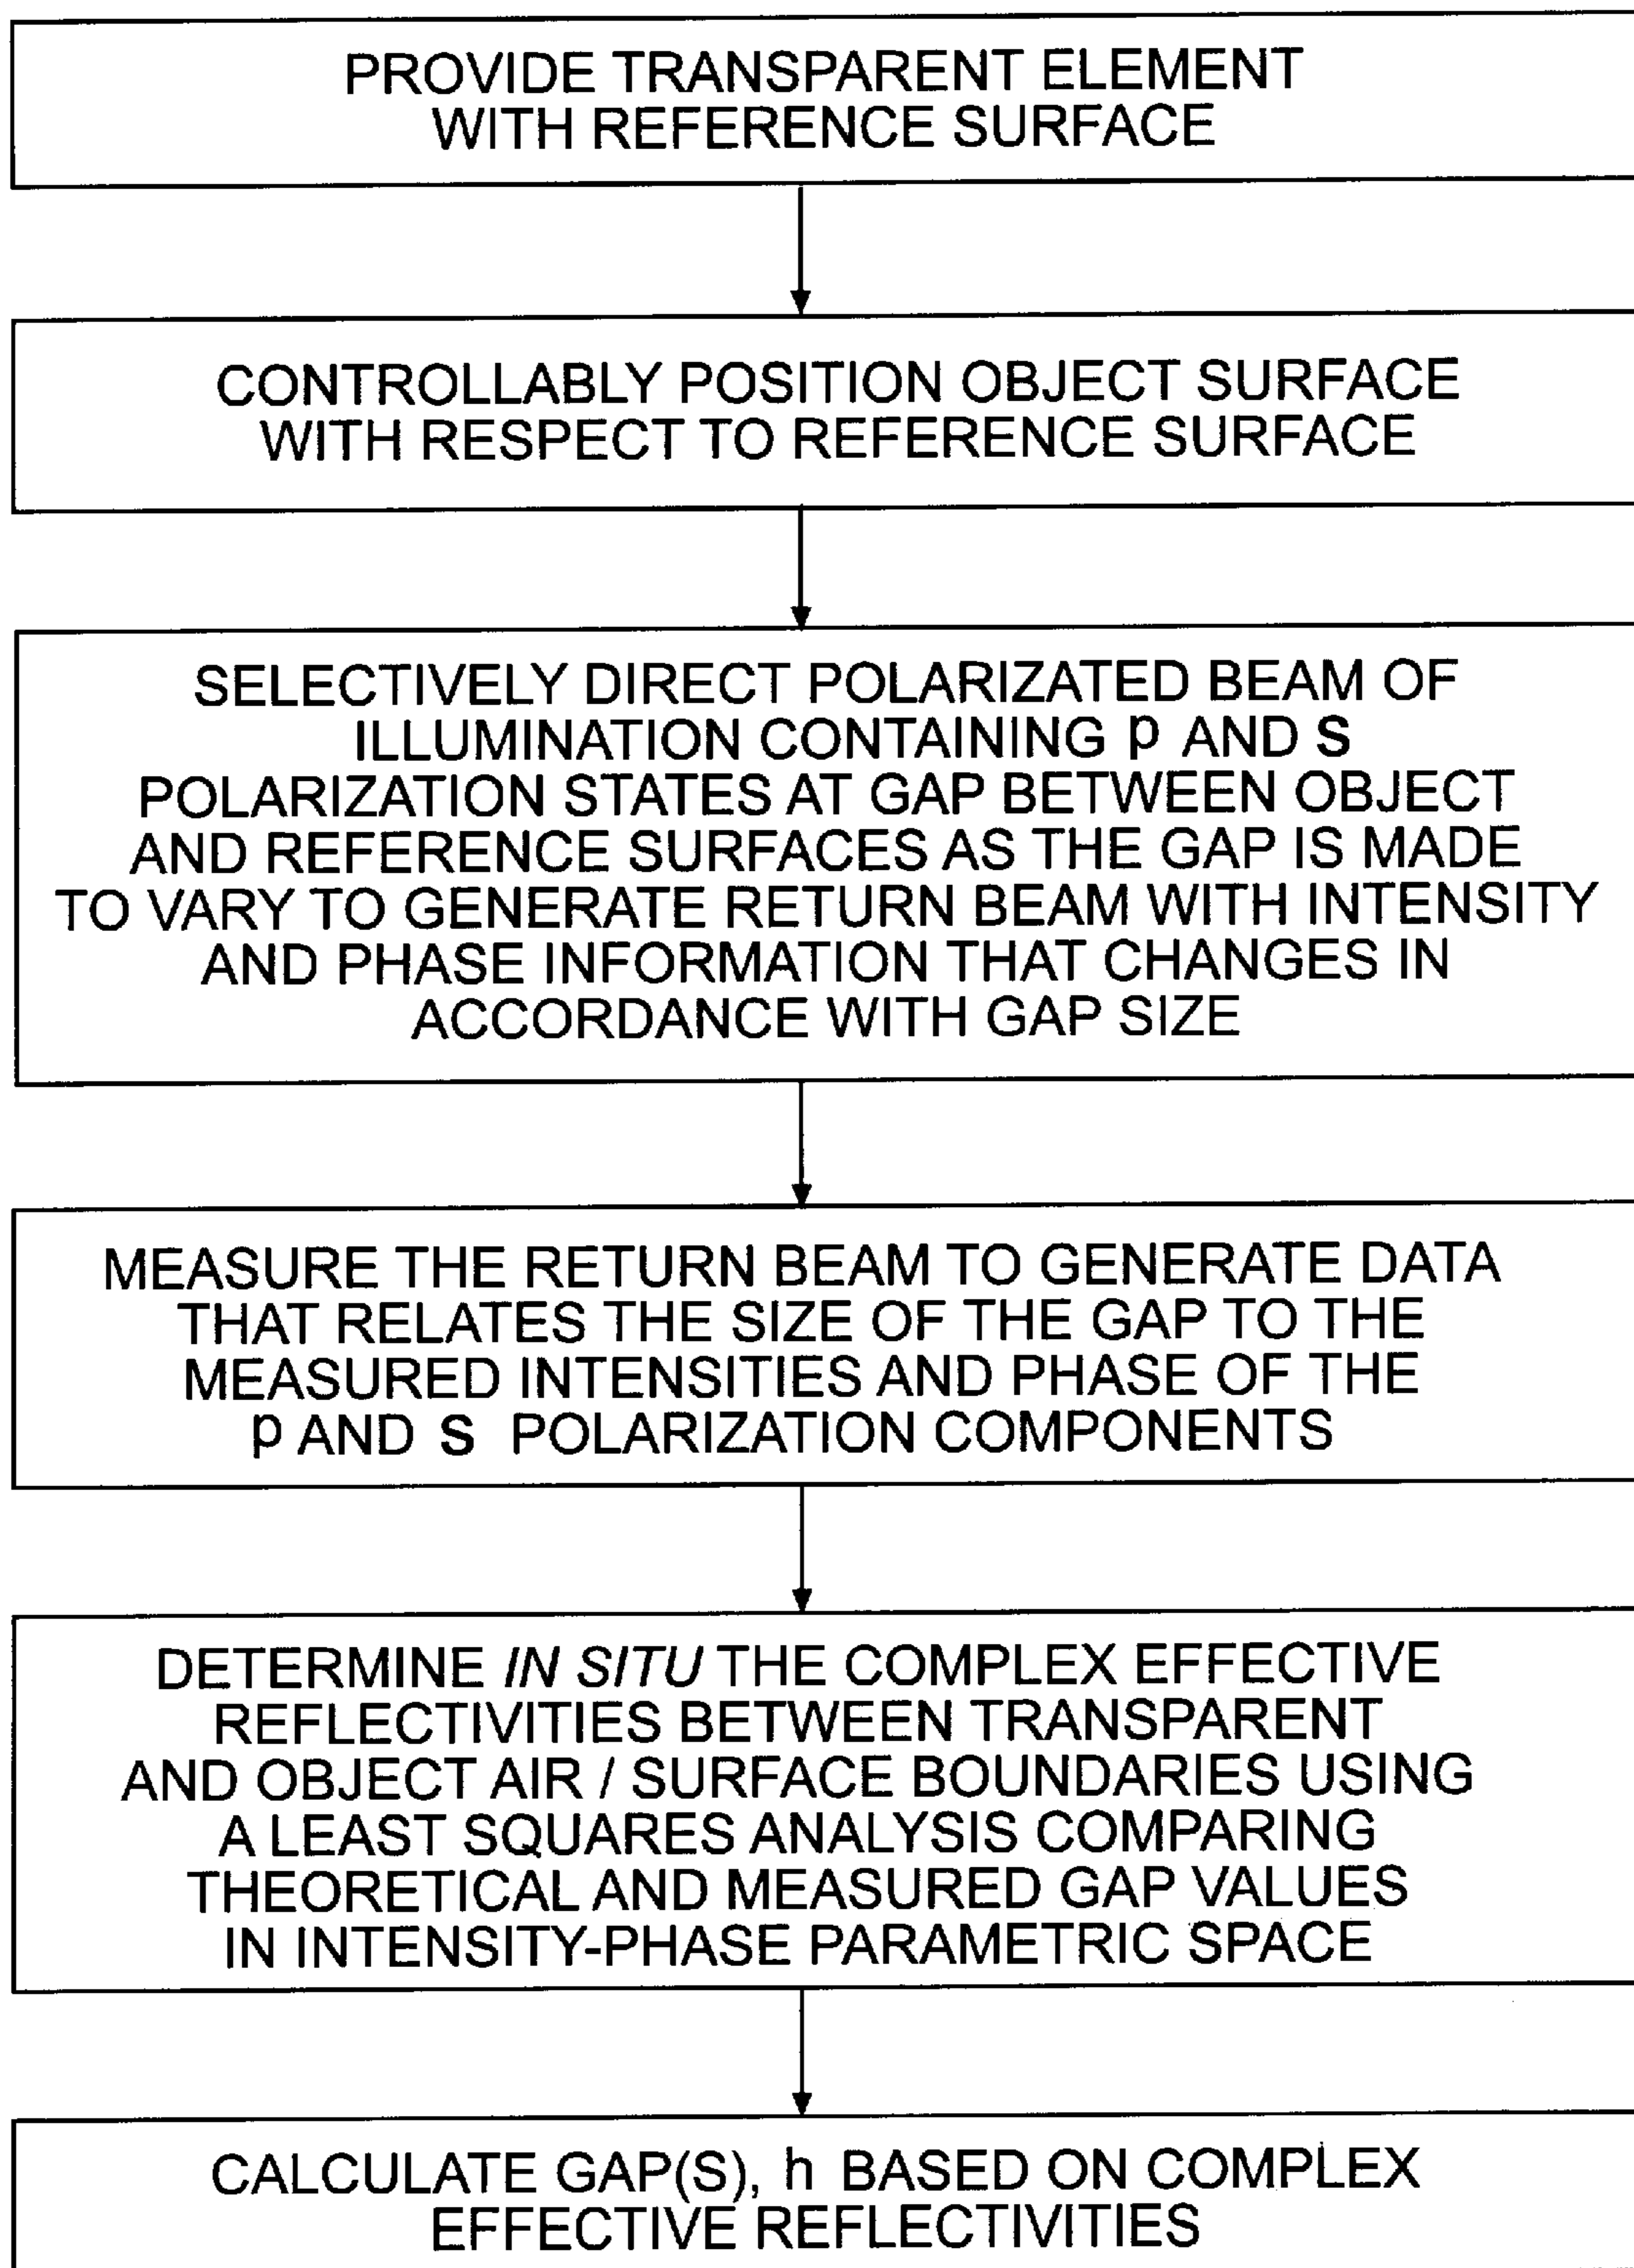 PROVIDE TRANSPARENT ELEMENT
WITH REFERENCE SURFACE
CONTROLLABLY POSITION OBJECT SURFACE
WITH RESPECT TO REFERENCE SURFACE
SELECTIVELY DIRECT POLARIZATED BEAM OF
ILLUMINATION CONTAINING p AND s
POLARIZATION STATES AT GAP BETWEEN OBJECT
AND REFERENCE SURFACES AS THE GAP IS MADE
TO VARY TO GENERATE RETURN BEAM WITH INTENSITY
AND PHASE INFORMATION THAT CHANGES IN
ACCORDANCE WITH GAP SIZE
MEASURE THE RETURN BEAM TO GENERATE DATA
THAT RELATES THE SIZE OF THE GAP TO THE
MEASURED INTENSITIES AND PHASE OF THE
p AND s POLARIZATION COMPONENTS
DETERMINE IN SITU THE COMPLEX EFFECTIVE
REFLECTIVITIES BETWEEN TRANSPARENT
AND OBJECT AIR / SURFACE BOUNDARIES USING
A LEAST SQUARES ANALYSIS COMPARING
THEORETICAL AND MEASURED GAP VALUES
IN INTENSITY-PHASE PARAMETRIC SPACE
CALCULATE GAP(S), h BASED ON COMPLEX
EFFECTIVE REFLECTIVITIES